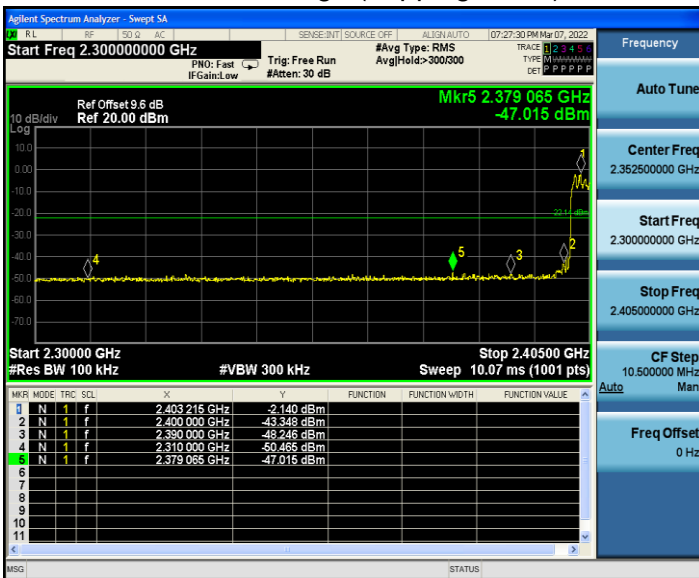 Agilent Spectrum Analyzer - Swept SA
RL RF 50 Ω AC SENSE:INT SOURCE OFF ALIGN AUTO 07:27:30 PM Mar 07, 2022
Start Freq 2.300000000 GHz
#Avg Type: RMS
TRACE 1 2 3 4 5 6
PNO: Fast Trig: Free Run Avg|Hold:>300/300 TYPE M
IFGain:Low #Atten: 30 dB DET P P P P P P
Mkr5 2.379 065 GHz
-47.015 dBm
Ref Offset 9.6 dB
10 dB/div Ref 20.00 dBm
Log
10.0
0.00
-10.0
-20.0
-30.0
-40.0
-50.0
-60.0
-70.0
1
-22.14 dBm
2
3
4
5
Start 2.30000 GHz Stop 2.40500 GHz
#Res BW 100 kHz #VBW 300 kHz Sweep 10.07 ms (1001 pts)
MKR MODE TRC SCL X Y FUNCTION FUNCTION WIDTH FUNCTION VALUE
1 N 1 f 2.403 215 GHz -2.140 dBm
2 N 1 f 2.400 000 GHz -43.348 dBm
3 N 1 f 2.390 000 GHz -48.246 dBm
4 N 1 f 2.310 000 GHz -50.465 dBm
5 N 1 f 2.379 065 GHz -47.015 dBm
6
7
8
9
10
11
MSG STATUS
Frequency
Auto Tune
Center Freq
2.352500000 GHz
Start Freq
2.300000000 GHz
Stop Freq
2.405000000 GHz
CF Step
10.500000 MHz
Auto Man
Freq Offset
0 Hz